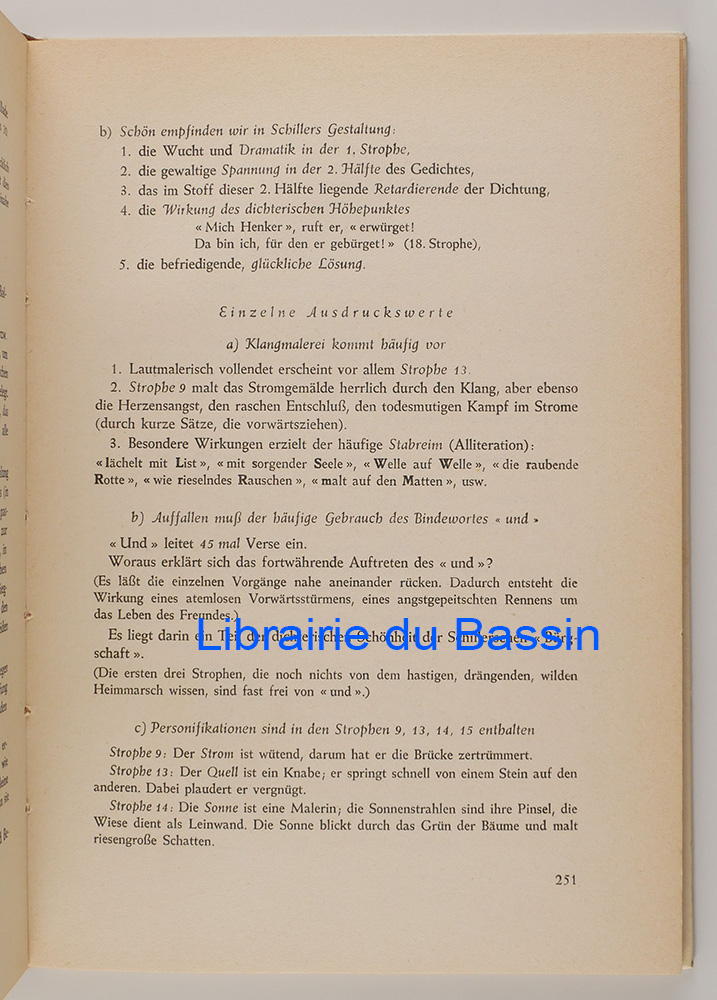 b) Schön empfinden wir in Schillers Gestaltung:
1. die Wucht und Dramatik in der 1. Strophe,
2. die gewaltige Spannung in der 2. Hälfte des Gedichtes,
3. das im Stoff dieser 2. Hälfte liegende Retardierende der Dichtung,
4. die Wirkung des dichterischen Höhepunktes
« Mich Henker », ruft er, « erwürget!
Da bin ich, für den er gebürget! » (18. Strophe),
5. die befriedigende, glückliche Lösung.
Einzelne Ausdruckswerte
a) Klangmalerei kommt häufig vor
1. Lautmalerisch vollendet erscheint vor allem Strophe 13.
2. Strophe 9 malt das Stromgemälde herrlich durch den Klang, aber ebenso
die Herzensangst, den raschen Entschluß, den todesmutigen Kampf im Strome
(durch kurze Sätze, die vorwärtsziehen).
3. Besondere Wirkungen erzielt der häufige Stabreim (Alliteration):
« lächelt mit List », « mit sorgender Seele », « Welle auf Welle », « die raubende
Rotte », « wie rieselndes Rauschen », « malt auf den Matten », usw.
b) Auffallen muß der häufige Gebrauch des Bindewortes « und »
« Und » leitet 45 mal Verse ein.
Woraus erklärt sich das fortwährende Auftreten des « und »?
(Es läßt die einzelnen Vorgänge nahe aneinander rücken. Dadurch entsteht die
Wirkung eines atemlosen Vorwärtsstürmens, eines angstgepeitschten Rennens um
das Leben des Freundes.)
Es liegt darin ein Teil der dichterischen Schönheit der Schillerschen « Bürg-
schaft ».
Librairie du Bassin
(Die ersten drei Strophen, die noch nichts von dem hastigen, drängenden, wilden
Heimmarsch wissen, sind fast frei von « und ».)
c) Personifikationen sind in den Strophen 9, 13, 14, 15 enthalten
Strophe 9: Der Strom ist wütend, darum hat er die Brücke zertrümmert.
Strophe 13: Der Quell ist ein Knabe; er springt schnell von einem Stein auf den
anderen. Dabei plaudert er vergnügt.
Strophe 14: Die Sonne ist eine Malerin; die Sonnenstrahlen sind ihre Pinsel, die
Wiese dient als Leinwand. Die Sonne blickt durch das Grün der Bäume und malt
riesengroße Schatten.
251